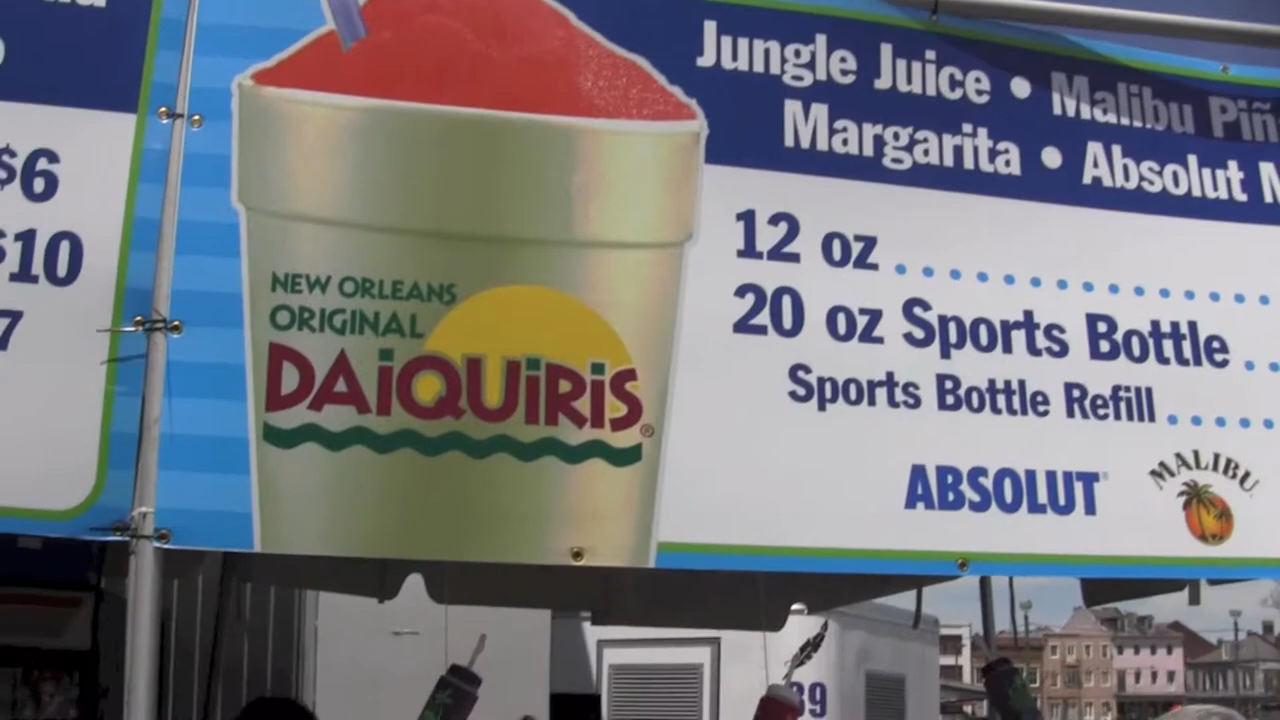 $6
$10
7
NEW ORLEANS
ORIGINAL
DAiQUiRiS
®
Jungle Juice • Malibu Piñ
Margarita • Absolut M
12 oz
20 oz Sports Bottle
Sports Bottle Refill
ABSOLUT
MALIBU
39